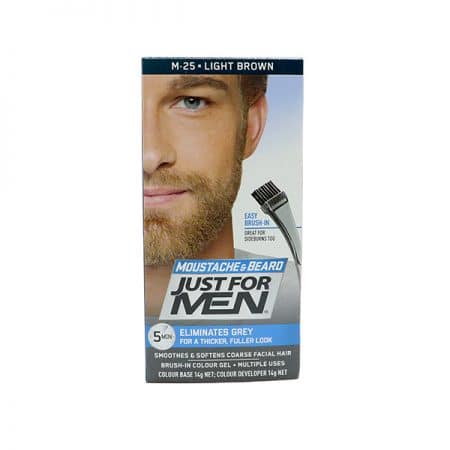 M-25 • LIGHT BROWN
EASY
BRUSH-IN
GREAT FOR
SIDEBURNS TOO
MOUSTACHE & BEARD
JUST FOR
MEN
5 MIN
ELIMINATES GREY
FOR A THICKER, FULLER LOOK
SMOOTHES & SOFTENS COARSE FACIAL HAIR
BRUSH-IN COLOUR GEL • MULTIPLE USES
COLOUR BASE 14g NET; COLOUR DEVELOPER 14g NET